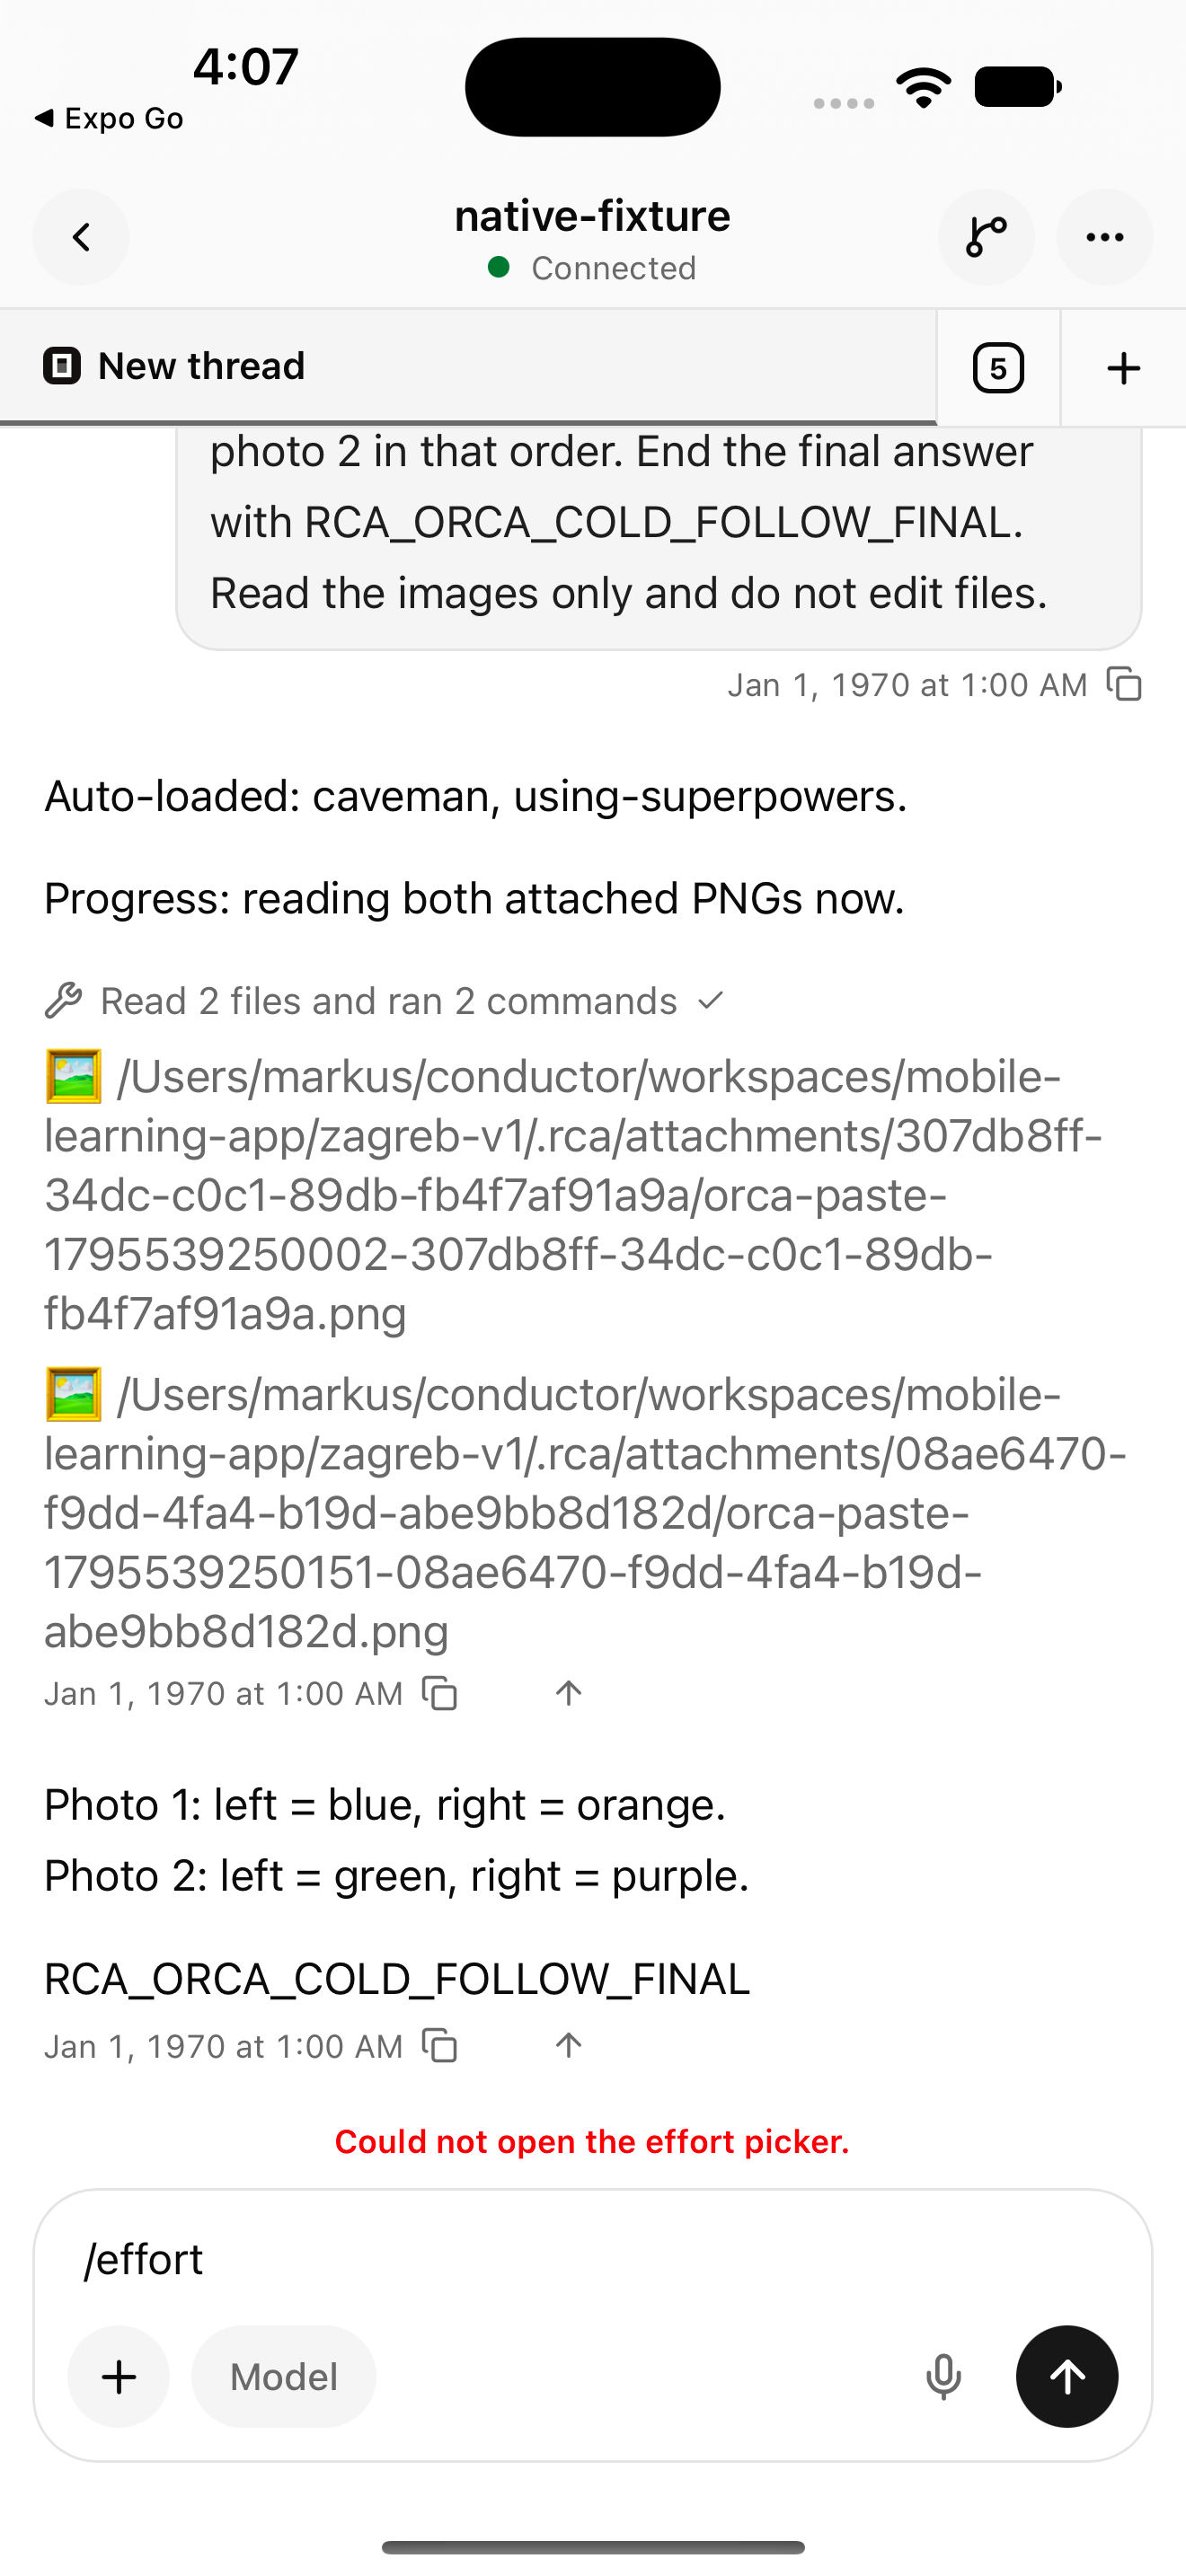 4:07
Expo Go
native-fixture
Connected
New thread
5
photo 2 in that order. End the final answer
with RCA_ORCA_COLD_FOLLOW_FINAL.
Read the images only and do not edit files.
Jan 1, 1970 at 1:00 AM
Auto-loaded: caveman, using-superpowers.
Progress: reading both attached PNGs now.
Read 2 files and ran 2 commands
/Users/markus/conductor/workspaces/mobile-
learning-app/zagreb-v1/.rca/attachments/307db8ff-
34dc-c0c1-89db-fb4f7af91a9a/orca-paste-
1795539250002-307db8ff-34dc-c0c1-89db-
fb4f7af91a9a.png
/Users/markus/conductor/workspaces/mobile-
learning-app/zagreb-v1/.rca/attachments/08ae6470-
f9dd-4fa4-b19d-abe9bb8d182d/orca-paste-
1795539250151-08ae6470-f9dd-4fa4-b19d-
abe9bb8d182d.png
Jan 1, 1970 at 1:00 AM
Photo 1: left = blue, right = orange.
Photo 2: left = green, right = purple.
RCA_ORCA_COLD_FOLLOW_FINAL
Jan 1, 1970 at 1:00 AM
Could not open the effort picker.
/effort
Model